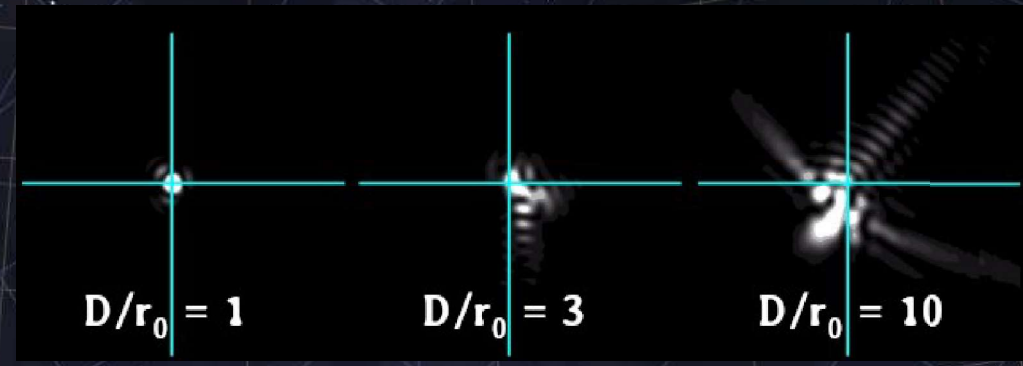 D/r₀ = 1
D/r₀ = 3
D/r₀ = 10